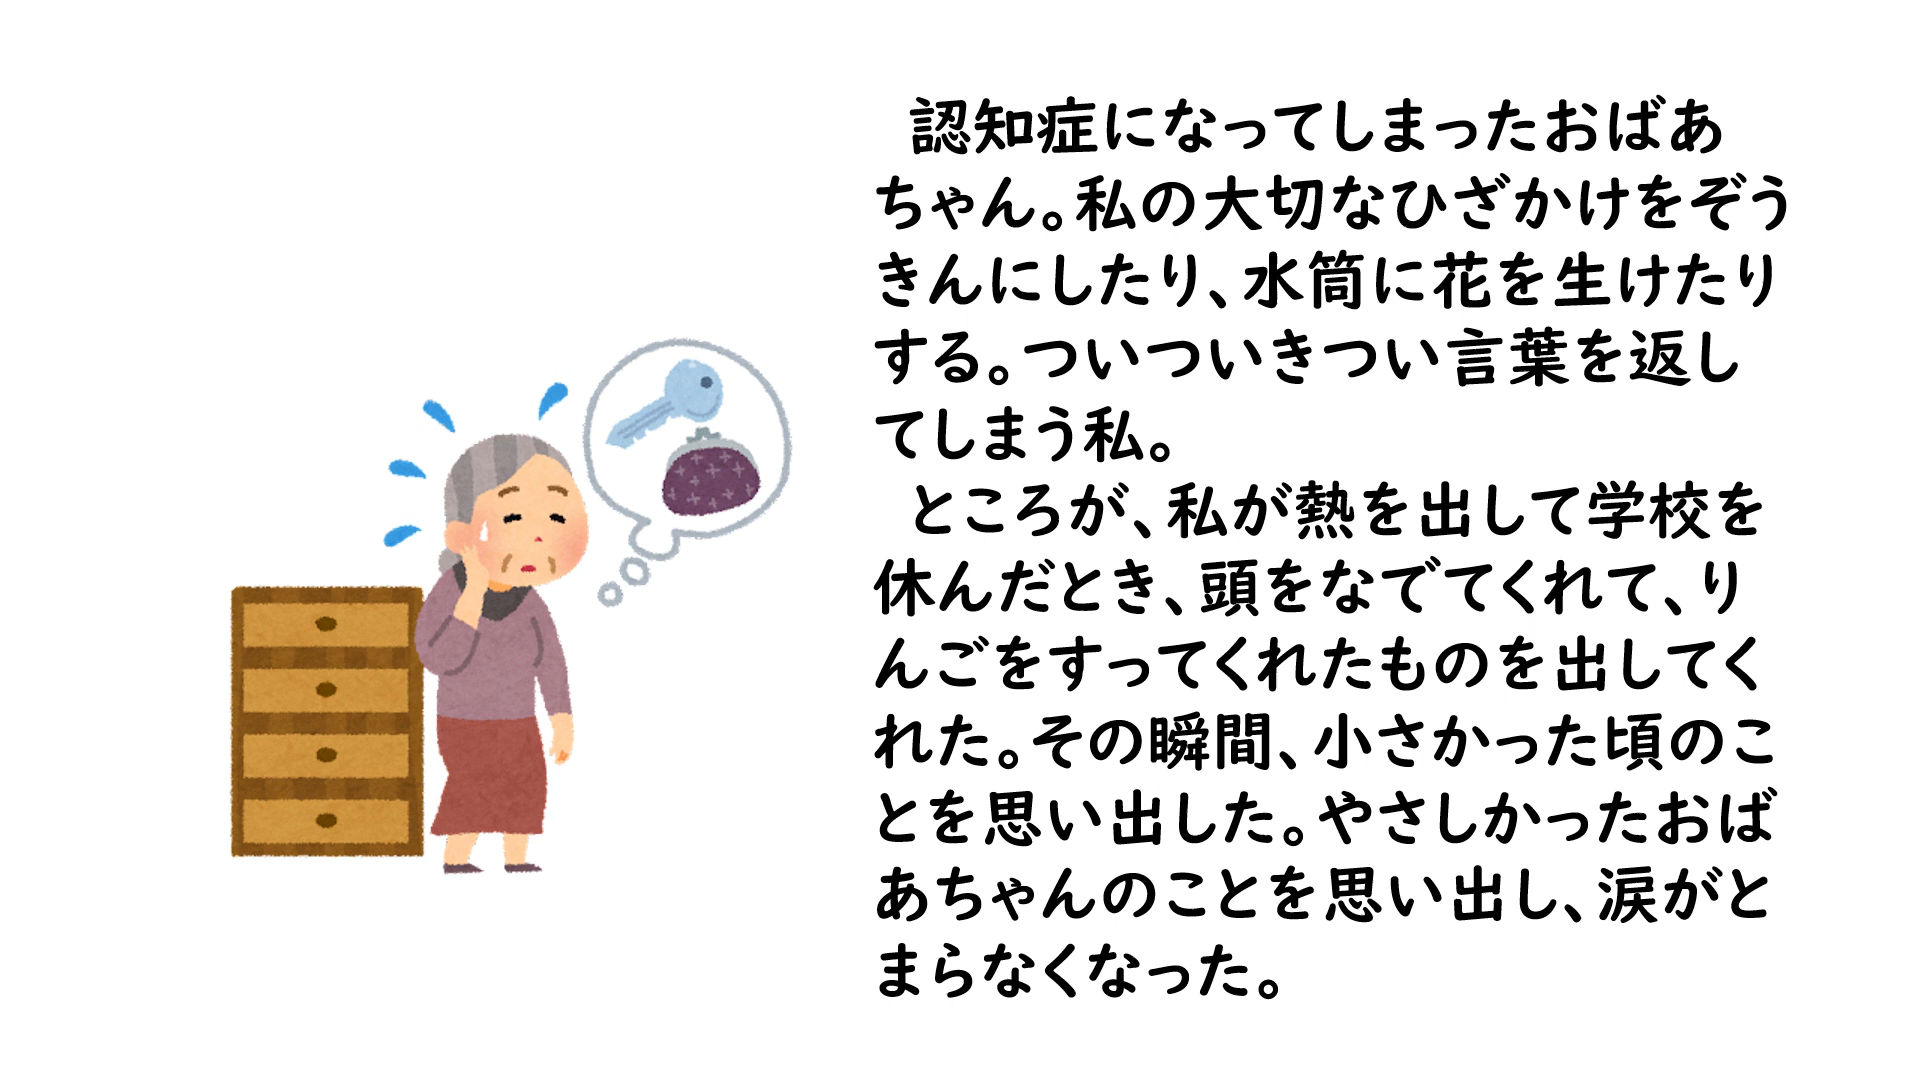 認知症になってしまったおばあ
ちゃん。私の大切なひざかけをぞう
きんにしたり、水筒に花を生けたり
する。ついついきつい言葉を返し
てしまう私。
ところが、私が熱を出して学校を
休んだとき、頭をなでてくれて、り
んごをすってくれたものを出してく
れた。その瞬間、小さかった頃のこ
とを思い出した。やさしかったおば
あちゃんのことを思い出し、涙がと
まらなくなった。